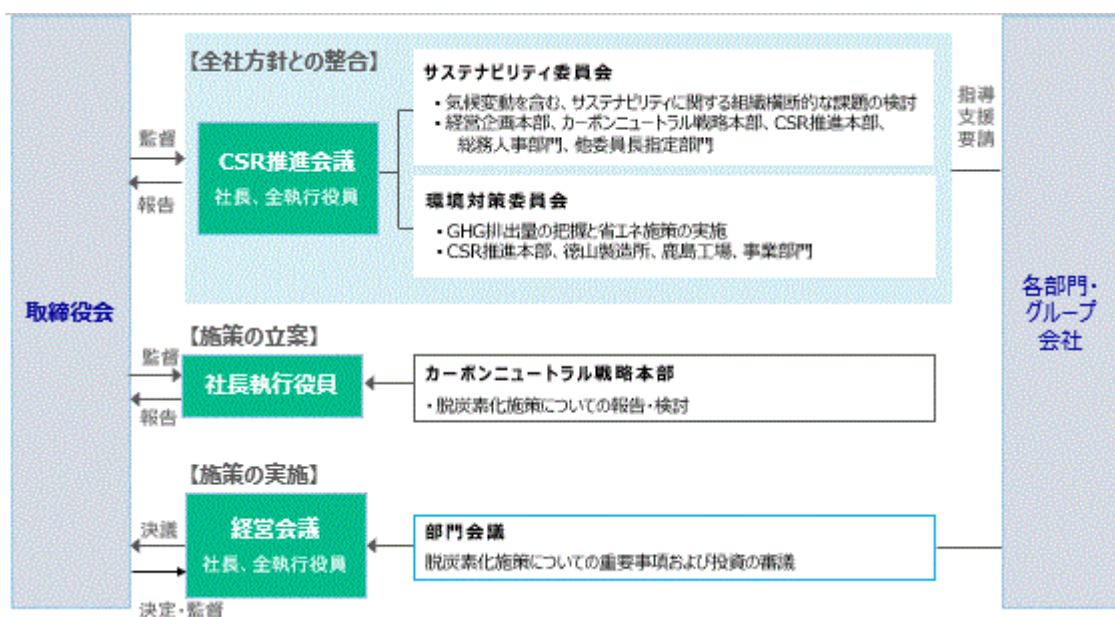 取締役会
【全社方針との整合】
監督
報告
CSR推進会議
社長、全執行役員
サステナビリティ委員会
・気候変動を含む、サステナビリティに関する組織横断的な課題の検討
・経営企画本部、カーボンニュートラル戦略本部、CSR推進本部、
総務人事部門、他委員長指定部門
環境対策委員会
・GHG排出量の把握と省エネ施策の実施
・CSR推進本部、徳山製造所、鹿島工場、事業部門
指導
支援
要請
各部門・
グループ
会社
【施策の立案】
監督
報告
社長執行役員
カーボンニュートラル戦略本部
・脱炭素化施策についての報告・検討
【施策の実施】
決議
決定・監督
経営会議
社長、全執行役員
部門会議
脱炭素化施策についての重要事項および投資の審議